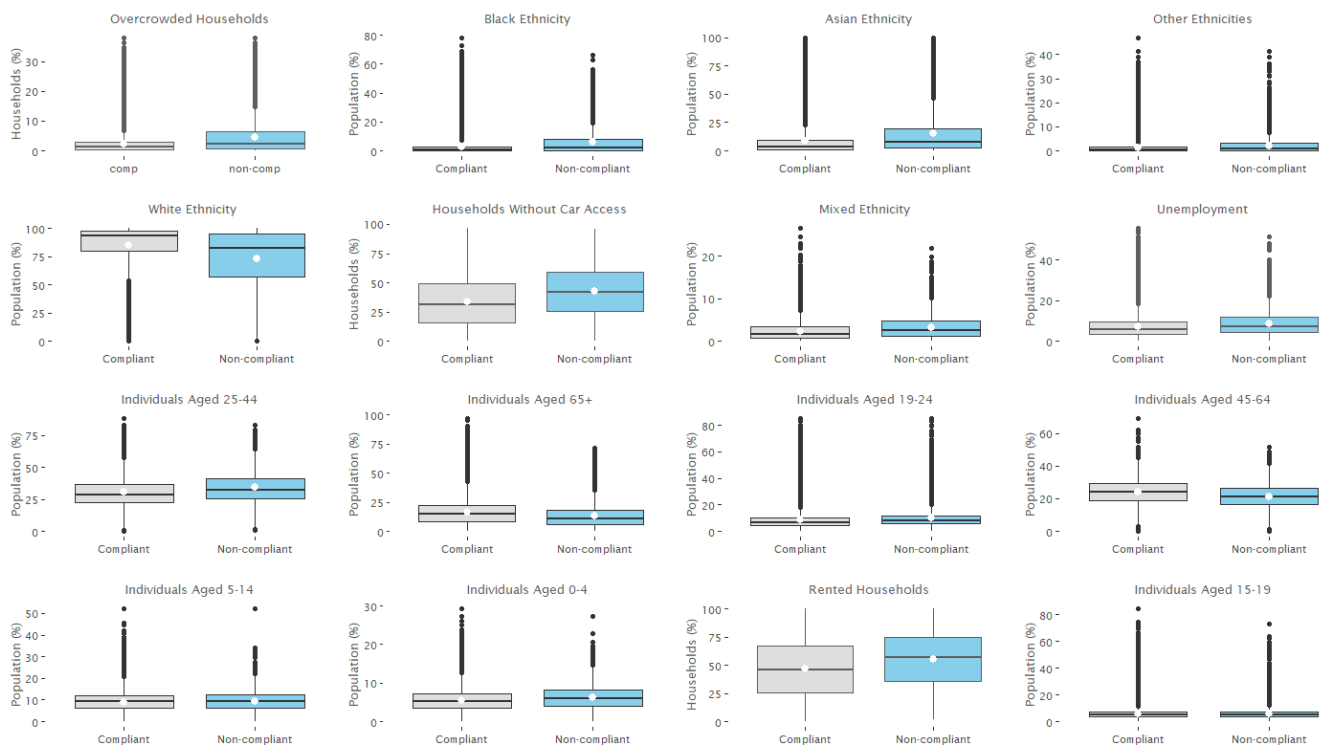 Overcrowded Households
Households (%)
30
20
10
0
comp non-comp
Black Ethnicity
Population (%)
80
60
40
20
0
Compliant Non-compliant
Asian Ethnicity
Population (%)
100
75
50
25
0
Compliant Non-compliant
Other Ethnicities
Population (%)
40
30
20
10
0
Compliant Non-compliant
White Ethnicity
Population (%)
100
75
50
25
0
Compliant Non-compliant
Households Without Car Access
Households (%)
100
75
50
25
0
Compliant Non-compliant
Mixed Ethnicity
Population (%)
20
10
0
Compliant Non-compliant
Unemployment
Population (%)
40
20
0
Compliant Non-compliant
Individuals Aged 25-44
Population (%)
75
50
25
0
Compliant Non-compliant
Individuals Aged 65+
Population (%)
100
75
50
25
0
Compliant Non-compliant
Individuals Aged 19-24
Population (%)
80
60
40
20
0
Compliant Non-compliant
Individuals Aged 45-64
Population (%)
60
40
20
0
Compliant Non-compliant
Individuals Aged 5-14
Population (%)
50
40
30
20
10
0
Compliant Non-compliant
Individuals Aged 0-4
Population (%)
30
20
10
0
Compliant Non-compliant
Rented Households
Households (%)
100
75
50
25
0
Compliant Non-compliant
Individuals Aged 15-19
Population (%)
80
60
40
20
0
Compliant Non-compliant